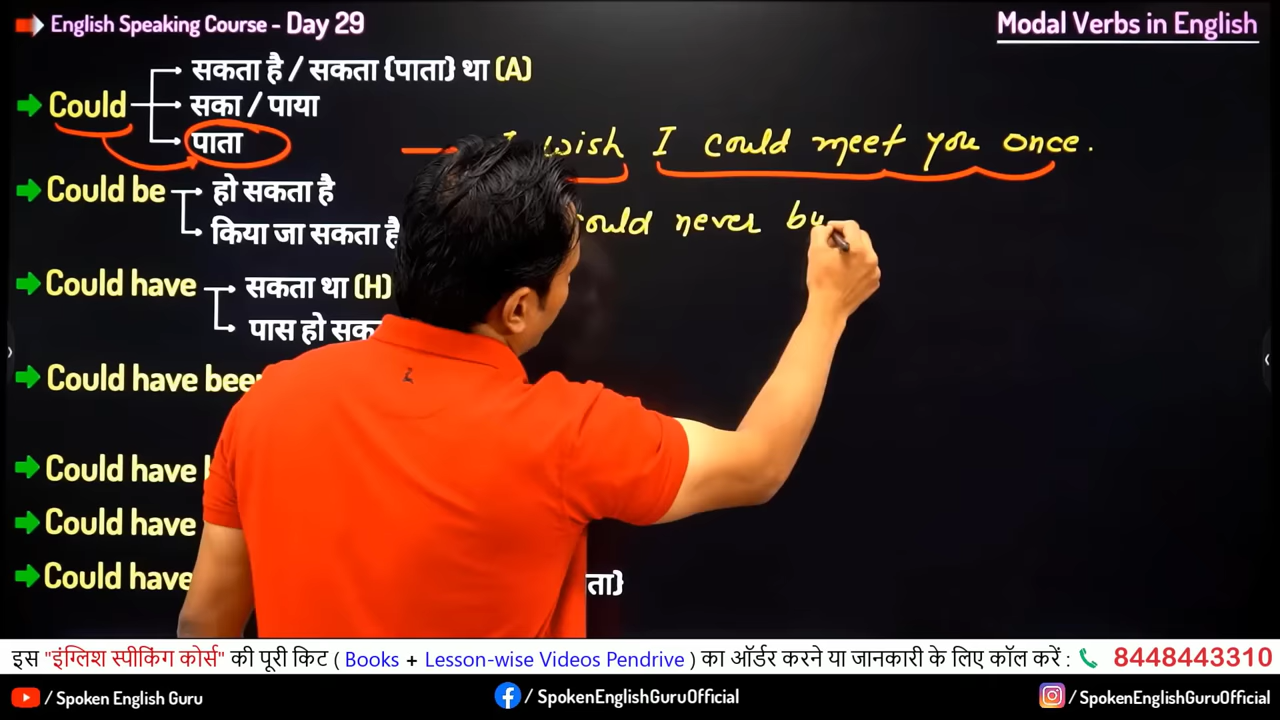 English Speaking Course - Day 29
Modal Verbs in English
Could
सकता है / सकता {पाता} था (A)
सका / पाया
पाता
I wish I could meet you once.
could never bu
Could be
हो सकता है
किया जा सकता है
Could have
सकता था (H)
पास हो सक
Could have bee
Could have
Could have
Could have
ता}
इस "इंग्लिश स्पीकिंग कोर्स" की पूरी किट ( Books + Lesson-wise Videos Pendrive ) का ऑर्डर करने या जानकारी के लिए कॉल करें : 8448443310
/ Spoken English Guru
/ SpokenEnglishGuruOfficial
/ SpokenEnglishGuruOfficial